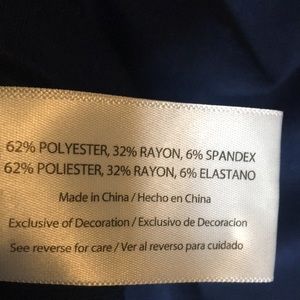 62% POLYESTER, 32% RAYON, 6% SPANDEX
62% POLIESTER, 32% RAYON, 6% ELASTANO
Made in China / Hecho en China
Exclusive of Decoration / Exclusivo de Decoracion
See reverse for care / Ver al reverso para cuidado